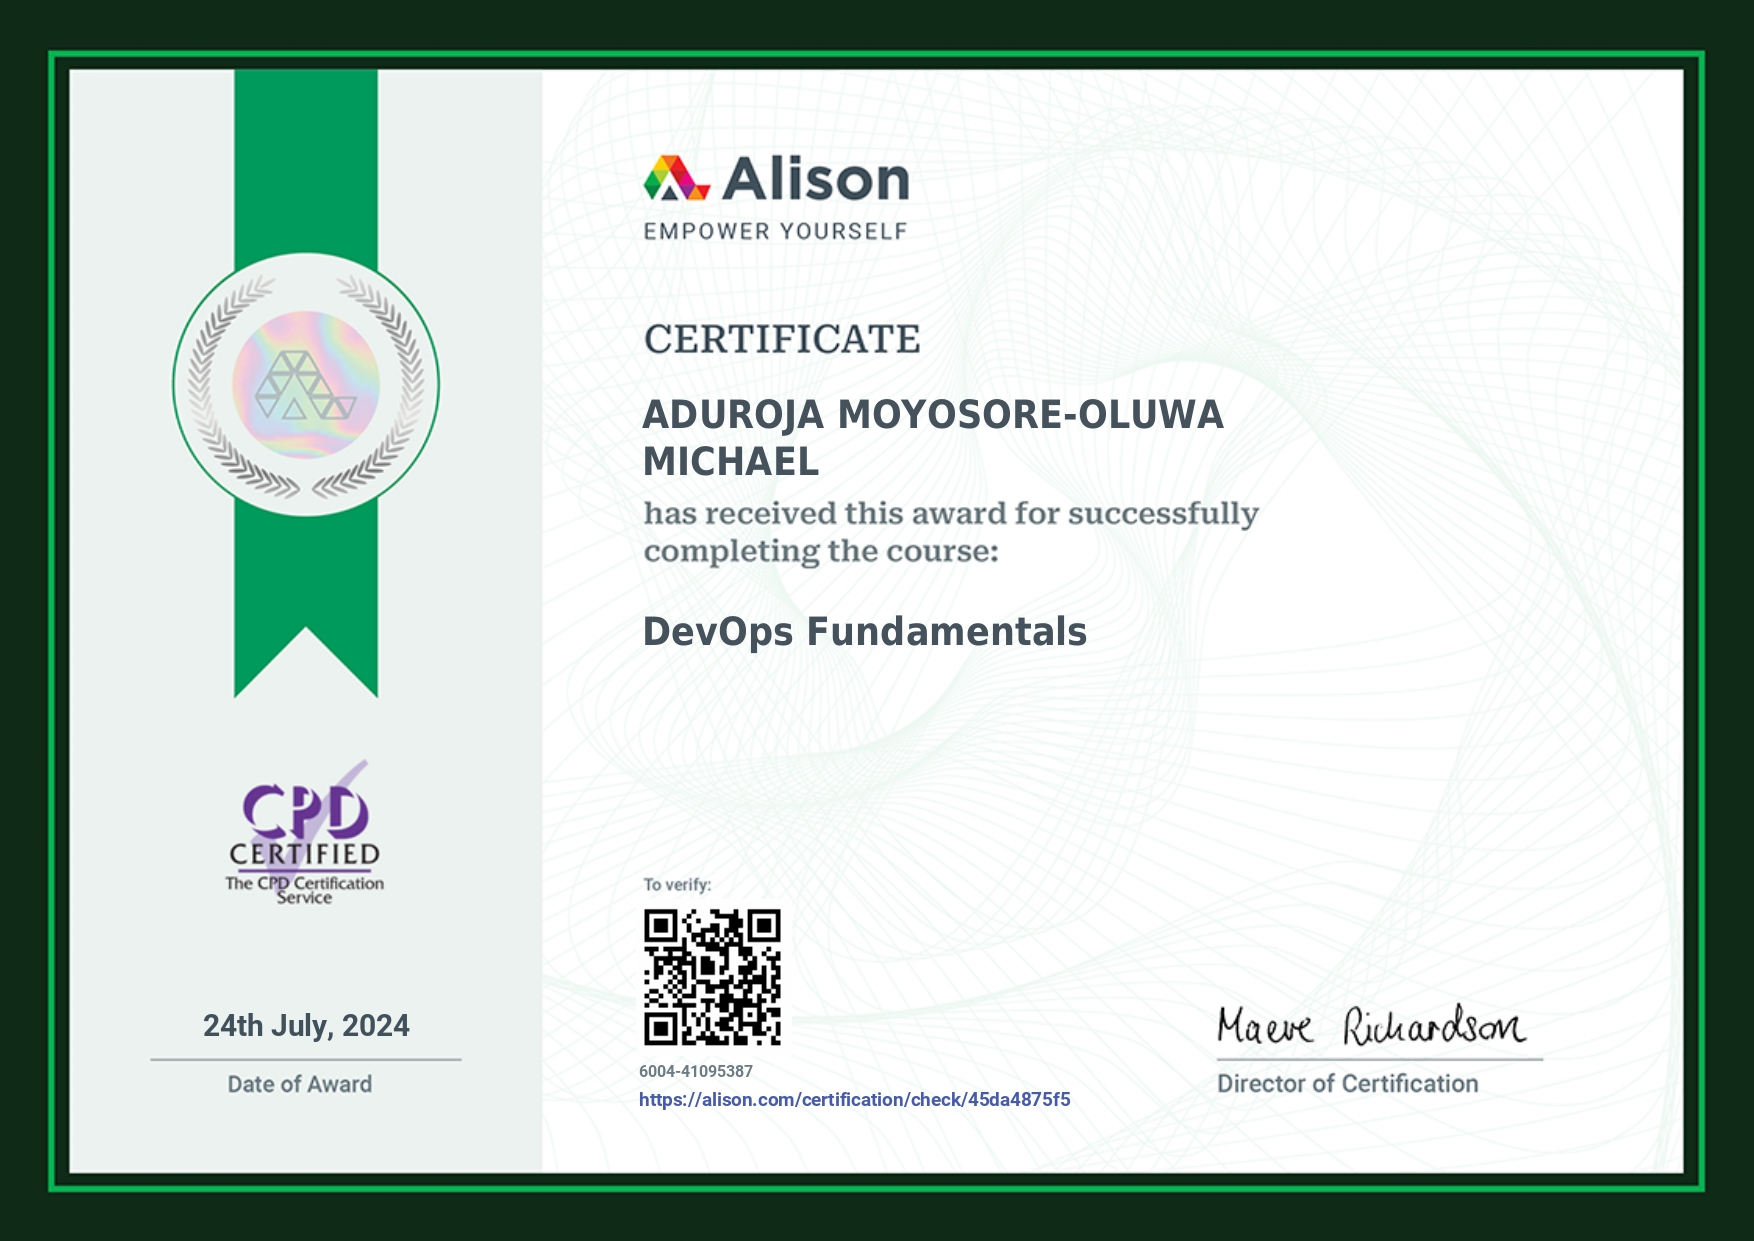 Alison
EMPOWER YOURSELF
CERTIFICATE
ADUROJA MOYOSORE-OLUWA
MICHAEL
has received this award for successfully
completing the course:
DevOps Fundamentals
CPD
CERTIFIED
The CPD Certification
Service
24th July, 2024
Date of Award
To verify:
6004-41095387
https://alison.com/certification/check/45da4875f5
Maeve Richardson
Director of Certification